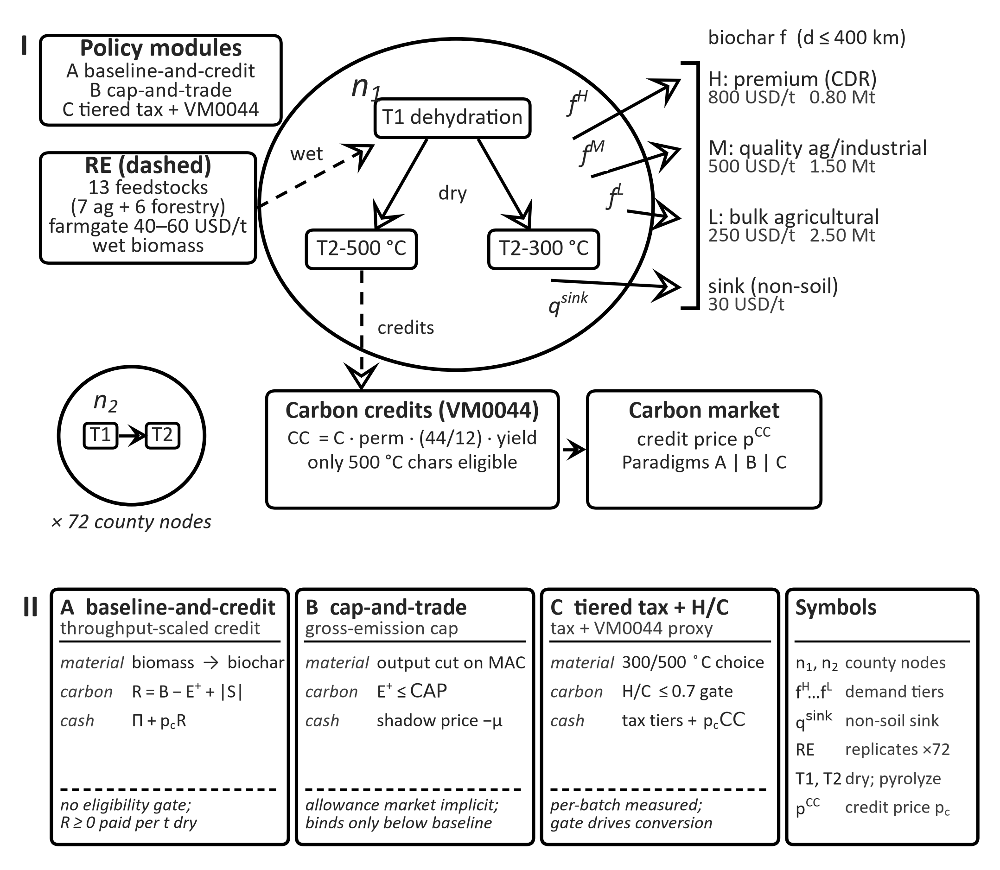 I
Policy modules
A baseline-and-credit
B cap-and-trade
C tiered tax + VM0044
RE (dashed)
13 feedstocks
(7 ag + 6 forestry)
farmgate 40–60 USD/t
wet biomass
n₁
T1 dehydration
wet
dry
T2-500 °C
T2-300 °C
credits
fᴴ
fᴹ
fᴸ
q^sink
biochar f (d ≤ 400 km)
H: premium (CDR)
800 USD/t 0.80 Mt
M: quality ag/industrial
500 USD/t 1.50 Mt
L: bulk agricultural
250 USD/t 2.50 Mt
sink (non-soil)
30 USD/t
n₂
T1
T2
× 72 county nodes
Carbon credits (VM0044)
CC = C · perm · (44/12) · yield
only 500 °C chars eligible
Carbon market
credit price p^CC
Paradigms A | B | C
II
A baseline-and-credit
throughput-scaled credit
material biomass → biochar
carbon R = B − E⁺ + |S|
cash Π + p_cR
no eligibility gate;
R ≥ 0 paid per t dry
B cap-and-trade
gross-emission cap
material output cut on MAC
carbon E⁺ ≤ CAP
cash shadow price −μ
allowance market implicit;
binds only below baseline
C tiered tax + H/C
tax + VM0044 proxy
material 300/500 °C choice
carbon H/C ≤ 0.7 gate
cash tax tiers + p_cCC
per-batch measured;
gate drives conversion
Symbols
n₁, n₂ county nodes
fᴴ...fᴸ demand tiers
q^sink non-soil sink
RE replicates ×72
T1, T2 dry; pyrolyze
p^CC credit price p_c